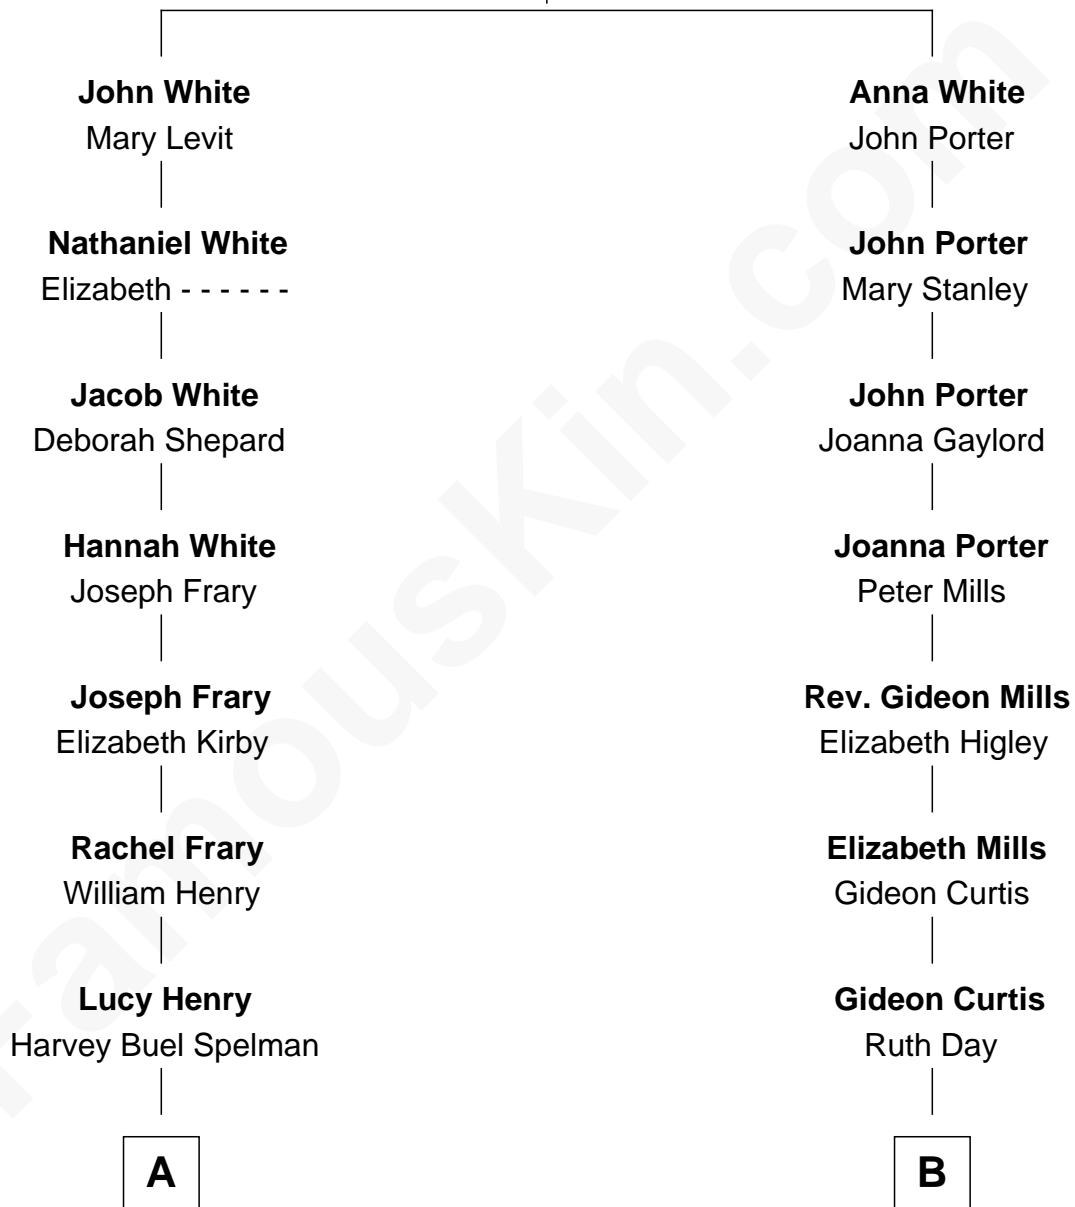 John White
Mary Levit
Nathaniel White
Elizabeth - - - - - -
Jacob White
Deborah Shepard
Hannah White
Joseph Frary
Joseph Frary
Elizabeth Kirby
Rachel Frary
William Henry
Lucy Henry
Harvey Buel Spelman
A
Anna White
John Porter
John Porter
Mary Stanley
John Porter
Joanna Gaylord
Joanna Porter
Peter Mills
Rev. Gideon Mills
Elizabeth Higley
Elizabeth Mills
Gideon Curtis
Gideon Curtis
Ruth Day
B
FamousKin.com